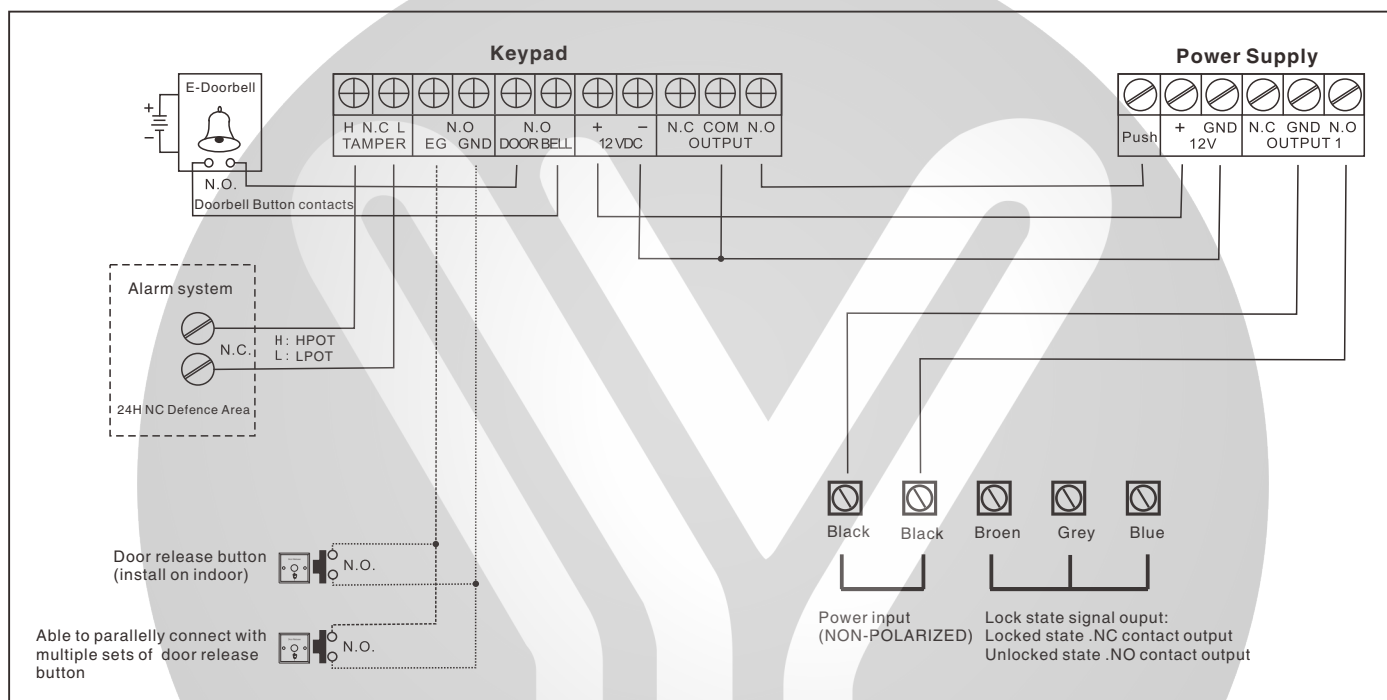 Keypad
Power Supply
E-Doorbell
+
−
N.O.
Doorbell Button contacts
H N.C L
TAMPER
N.O
EG GND
N.O
DOOR BELL
+ −
12 VDC
N.C COM N.O
OUTPUT
Push
+ GND
12V
N.C GND N.O
OUTPUT 1
Alarm system
N.C.
H : HPOT
L : LPOT
24H NC Defence Area
Door release button
(install on indoor)
N.O.
Able to parallelly connect with
multiple sets of door release
button
N.O.
Black
Black
Broen
Grey
Blue
Power input
(NON-POLARIZED)
Lock state signal ouput:
Locked state .NC contact output
Unlocked state .NO contact output